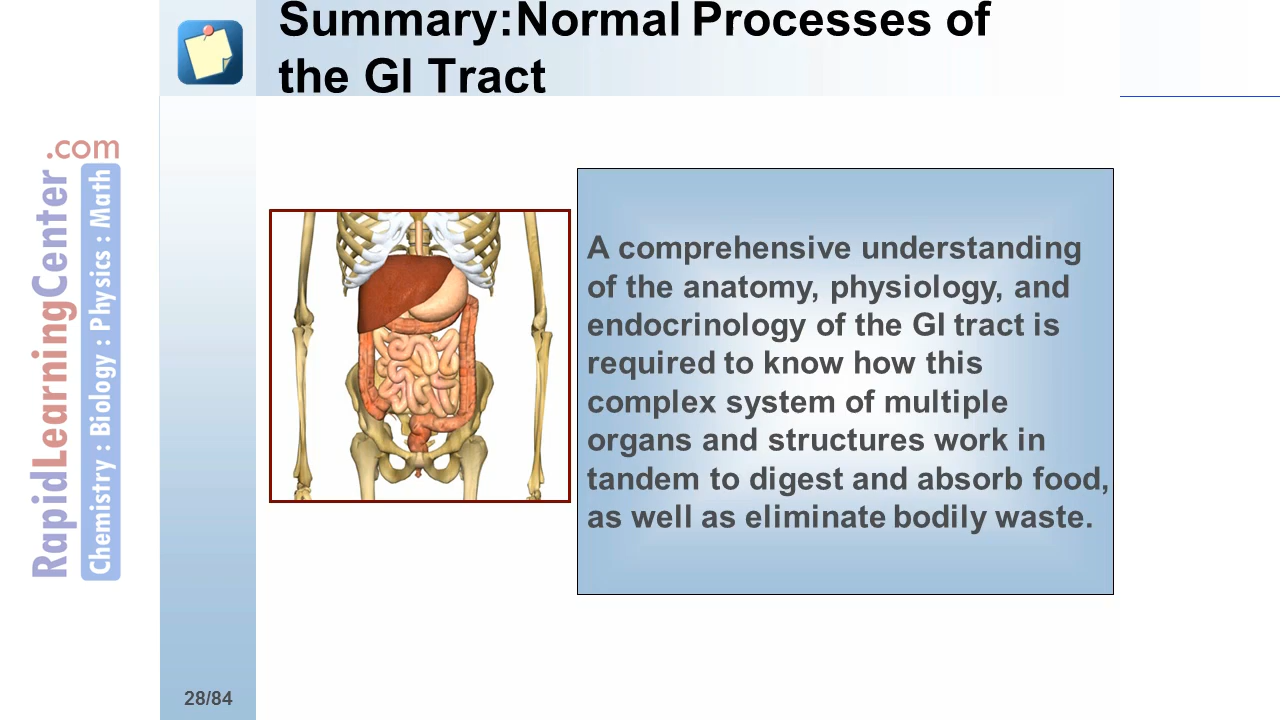 Summary:Normal Processes of
the GI Tract
RapidLearningCenter.com
Chemistry : Biology : Physics : Math
A comprehensive understanding
of the anatomy, physiology, and
endocrinology of the GI tract is
required to know how this
complex system of multiple
organs and structures work in
tandem to digest and absorb food,
as well as eliminate bodily waste.
28/84